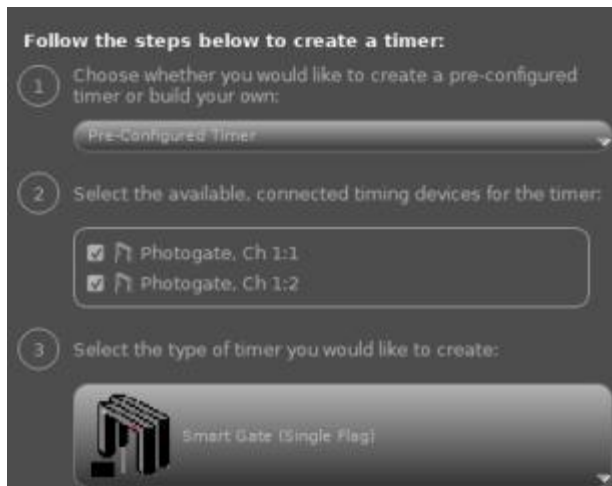 Follow the steps below to create a timer:
1
Choose whether you would like to create a pre-configured
timer or build your own:
Pre-Configured Timer
2
Select the available, connected timing devices for the timer:
Photogate, Ch 1:1
Photogate, Ch 1:2
3
Select the type of timer you would like to create:
Smart Gate (Single Flag)